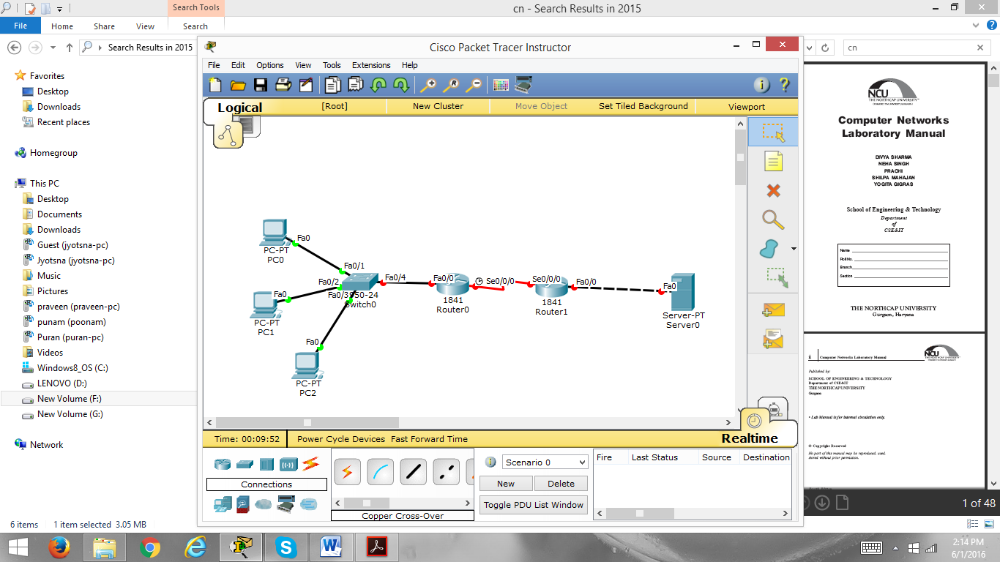 Search Tools
cn - Search Results in 2015
File
Home
Share
View
Search
Search Results in 2015
cn
Favorites
Desktop
Downloads
Recent places
Homegroup
This PC
Desktop
Documents
Downloads
Guest (jyotsna-pc)
Jyotsna (jyotsna-pc)
Music
Pictures
praveen (praveen-pc)
punam (poonam)
Puran (puran-pc)
Videos
Windows8_OS (C:)
LENOVO (D:)
New Volume (F:)
New Volume (G:)
Network
6 items
1 item selected 3.05 MB
Cisco Packet Tracer Instructor
File Edit Options View Tools Extensions Help
Logical
[Root]
New Cluster
Move Object
Set Tiled Background
Viewport
Fa0
PC-PT
PC0
Fa0/1
Fa0/2
Fa0/4
Fa0/0
Se0/0/0
Se0/0/0
Fa0/0
Fa0
Fa0
Fa0/3
950-24
Switch0
1841
Router0
1841
Router1
Server-PT
Server0
PC-PT
PC1
Fa0
PC-PT
PC2
Time: 00:09:52
Power Cycle Devices Fast Forward Time
Realtime
Connections
Copper Cross-Over
Scenario 0
New
Delete
Toggle PDU List Window
Fire
Last Status
Source
Destination
NCU
THE NORTHCAP UNIVERSITY
Computer Networks
Laboratory Manual
DIVYA SHARMA
NEHA SINGH
PRACHI
SHILPA MAHAJAN
YOGITA GIGRAS
School of Engineering & Technology
Department
of
CSE&IT
Name
Roll No.
Branch
Section
THE NORTHCAP UNIVERSITY
Gurgaon, Haryana
ii
Computer Networks Laboratory Manual
NCU
Published by:
SCHOOL OF ENGINEERING & TECHNOLOGY
Department of CSE&IT
THE NORTHCAP UNIVERSITY
Gurgaon
• Lab Manual is for internal circulation only.
© Copyright Reserved
No part of this manual may be reproduced, used,
stored without prior permission.
1 of 48
2:14 PM
6/1/2016